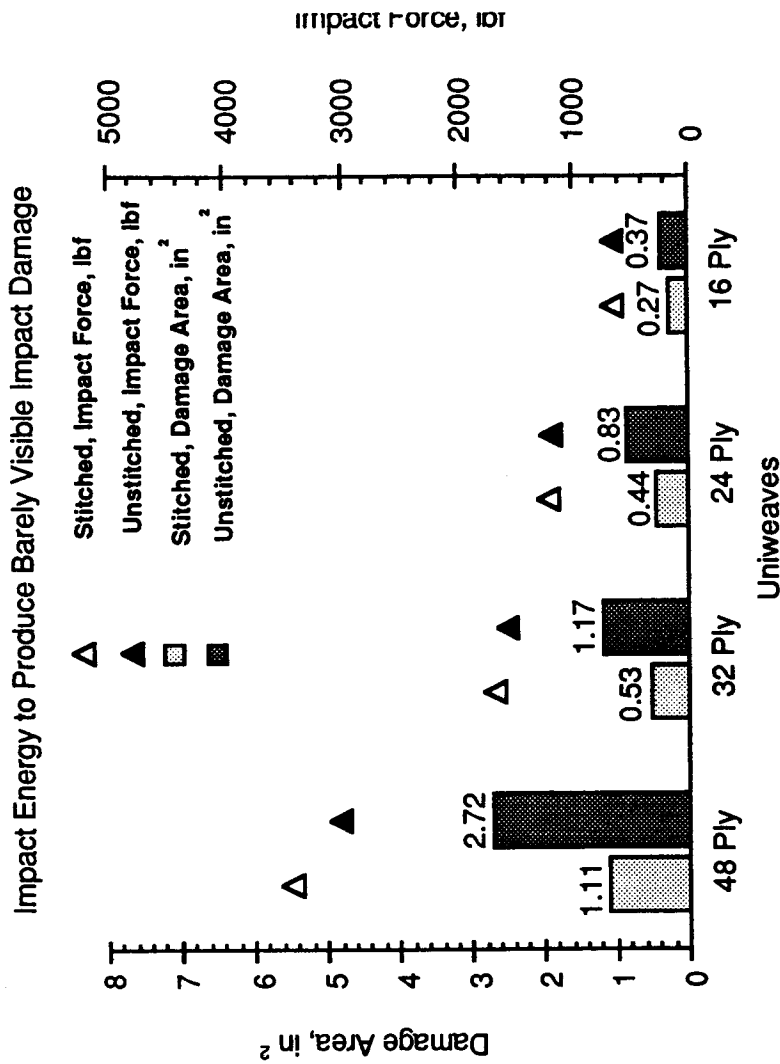 Impact Energy to Produce Barely Visible Impact Damage
Stitched, Impact Force, lbf
Unstitched, Impact Force, lbf
Stitched, Damage Area, in²
Unstitched, Damage Area, in²
Damage Area, in²
8
7
6
5
4
3
2
1
0
1.11
2.72
0.53
1.17
0.44
0.83
0.27
0.37
48 Ply
32 Ply
24 Ply
16 Ply
Uniweaves
5000
4000
3000
2000
1000
0
Impact Force, lbf